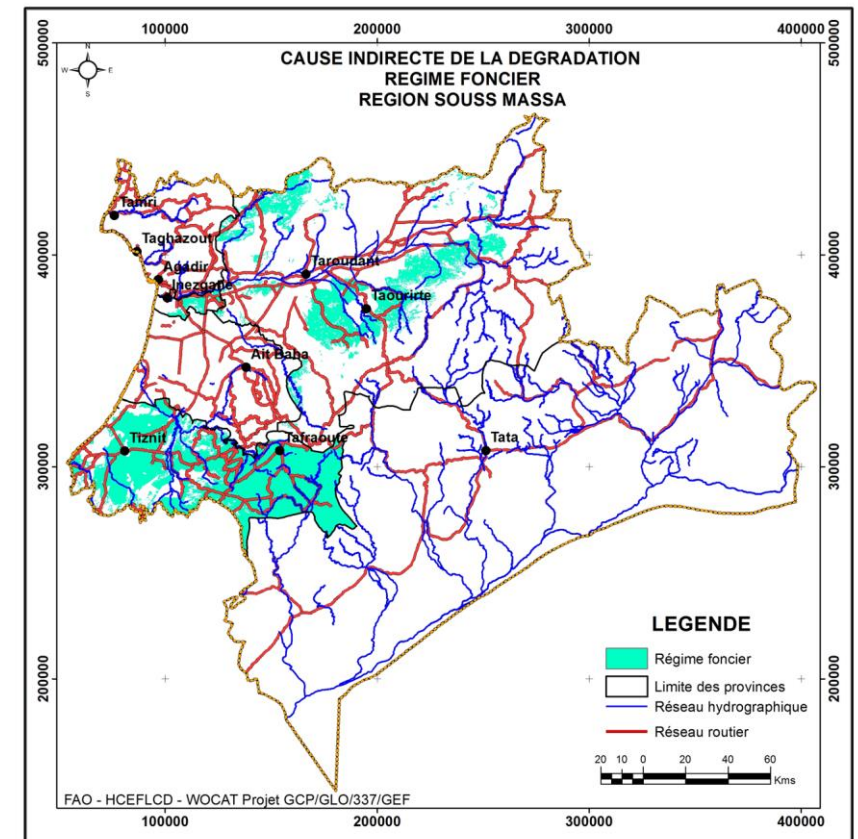 100000 200000 300000 400000
500000 500000
CAUSE INDIRECTE DE LA DEGRADATION
REGIME FONCIER
REGION SOUSS MASSA
N
W E
S
Tamri
Taghazout
400000 400000
Agadir
Inezgane
Taroudant
Taourirte
Ait Baha
Tiznit
Tafraoute
Tata
300000 300000
LEGENDE
Régime foncier
Limite des provinces
Réseau hydrographique
Réseau routier
200000 200000
20 10 0 20 40 60
Kms
FAO - HCEFLCD - WOCAT Projet GCP/GLO/337/GEF
100000 200000 300000 400000